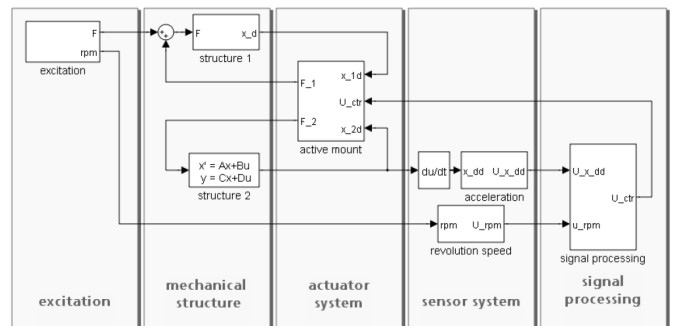 F
rpm
excitation
F
x_d
structure 1
F_1
F_2
x_1d
U_ctr
x_2d
active mount
x' = Ax+Bu
y = Cx+Du
structure 2
du/dt
x_dd
U_x_dd
acceleration
rpm
U_rpm
revolution speed
U_x_dd
U_ctr
u_rpm
signal processing
excitation
mechanical
structure
actuator
system
sensor system
signal
processing